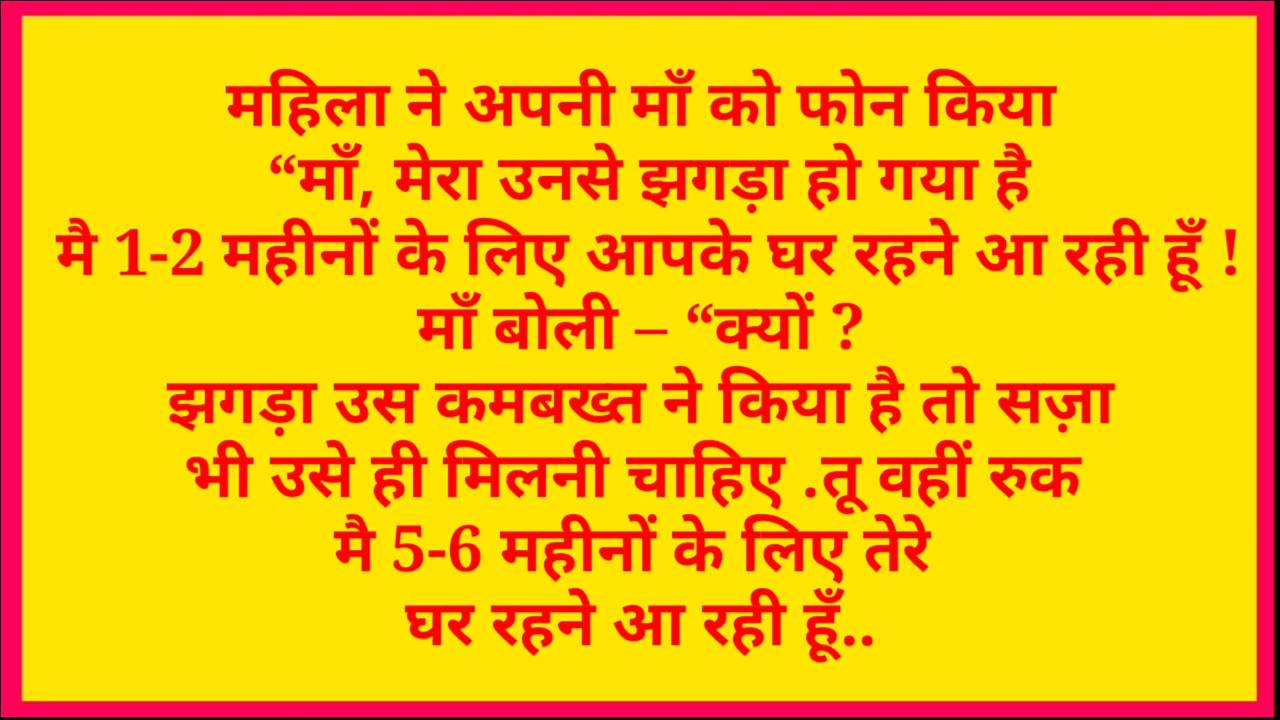 महिला ने अपनी माँ को फोन किया
“माँ, मेरा उनसे झगड़ा हो गया है
मै 1-2 महीनों के लिए आपके घर रहने आ रही हूँ !
माँ बोली – “क्यों ?
झगड़ा उस कमबख्त ने किया है तो सज़ा
भी उसे ही मिलनी चाहिए .तू वहीं रुक
मै 5-6 महीनों के लिए तेरे
घर रहने आ रही हूँ..